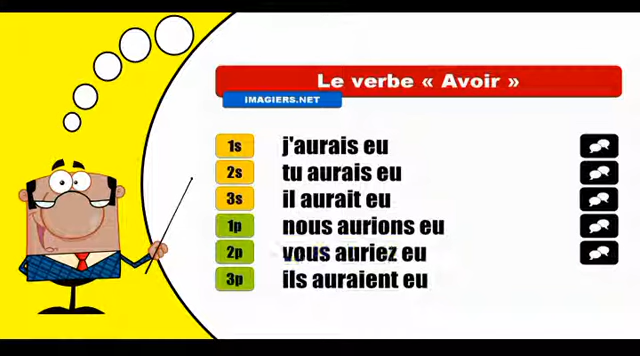 Le verbe « Avoir »
IMAGIERS.NET
1s j'aurais eu
2s tu aurais eu
3s il aurait eu
1p nous aurions eu
2p vous auriez eu
3p ils auraient eu